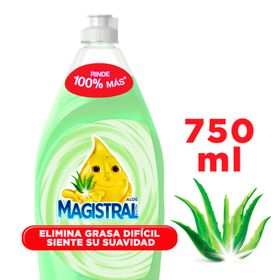 RINDE
100% MÁS*
ALOE
MAGISTRAL
ELIMINA GRASA DIFÍCIL
SIENTE SU SUAVIDAD
750
ml